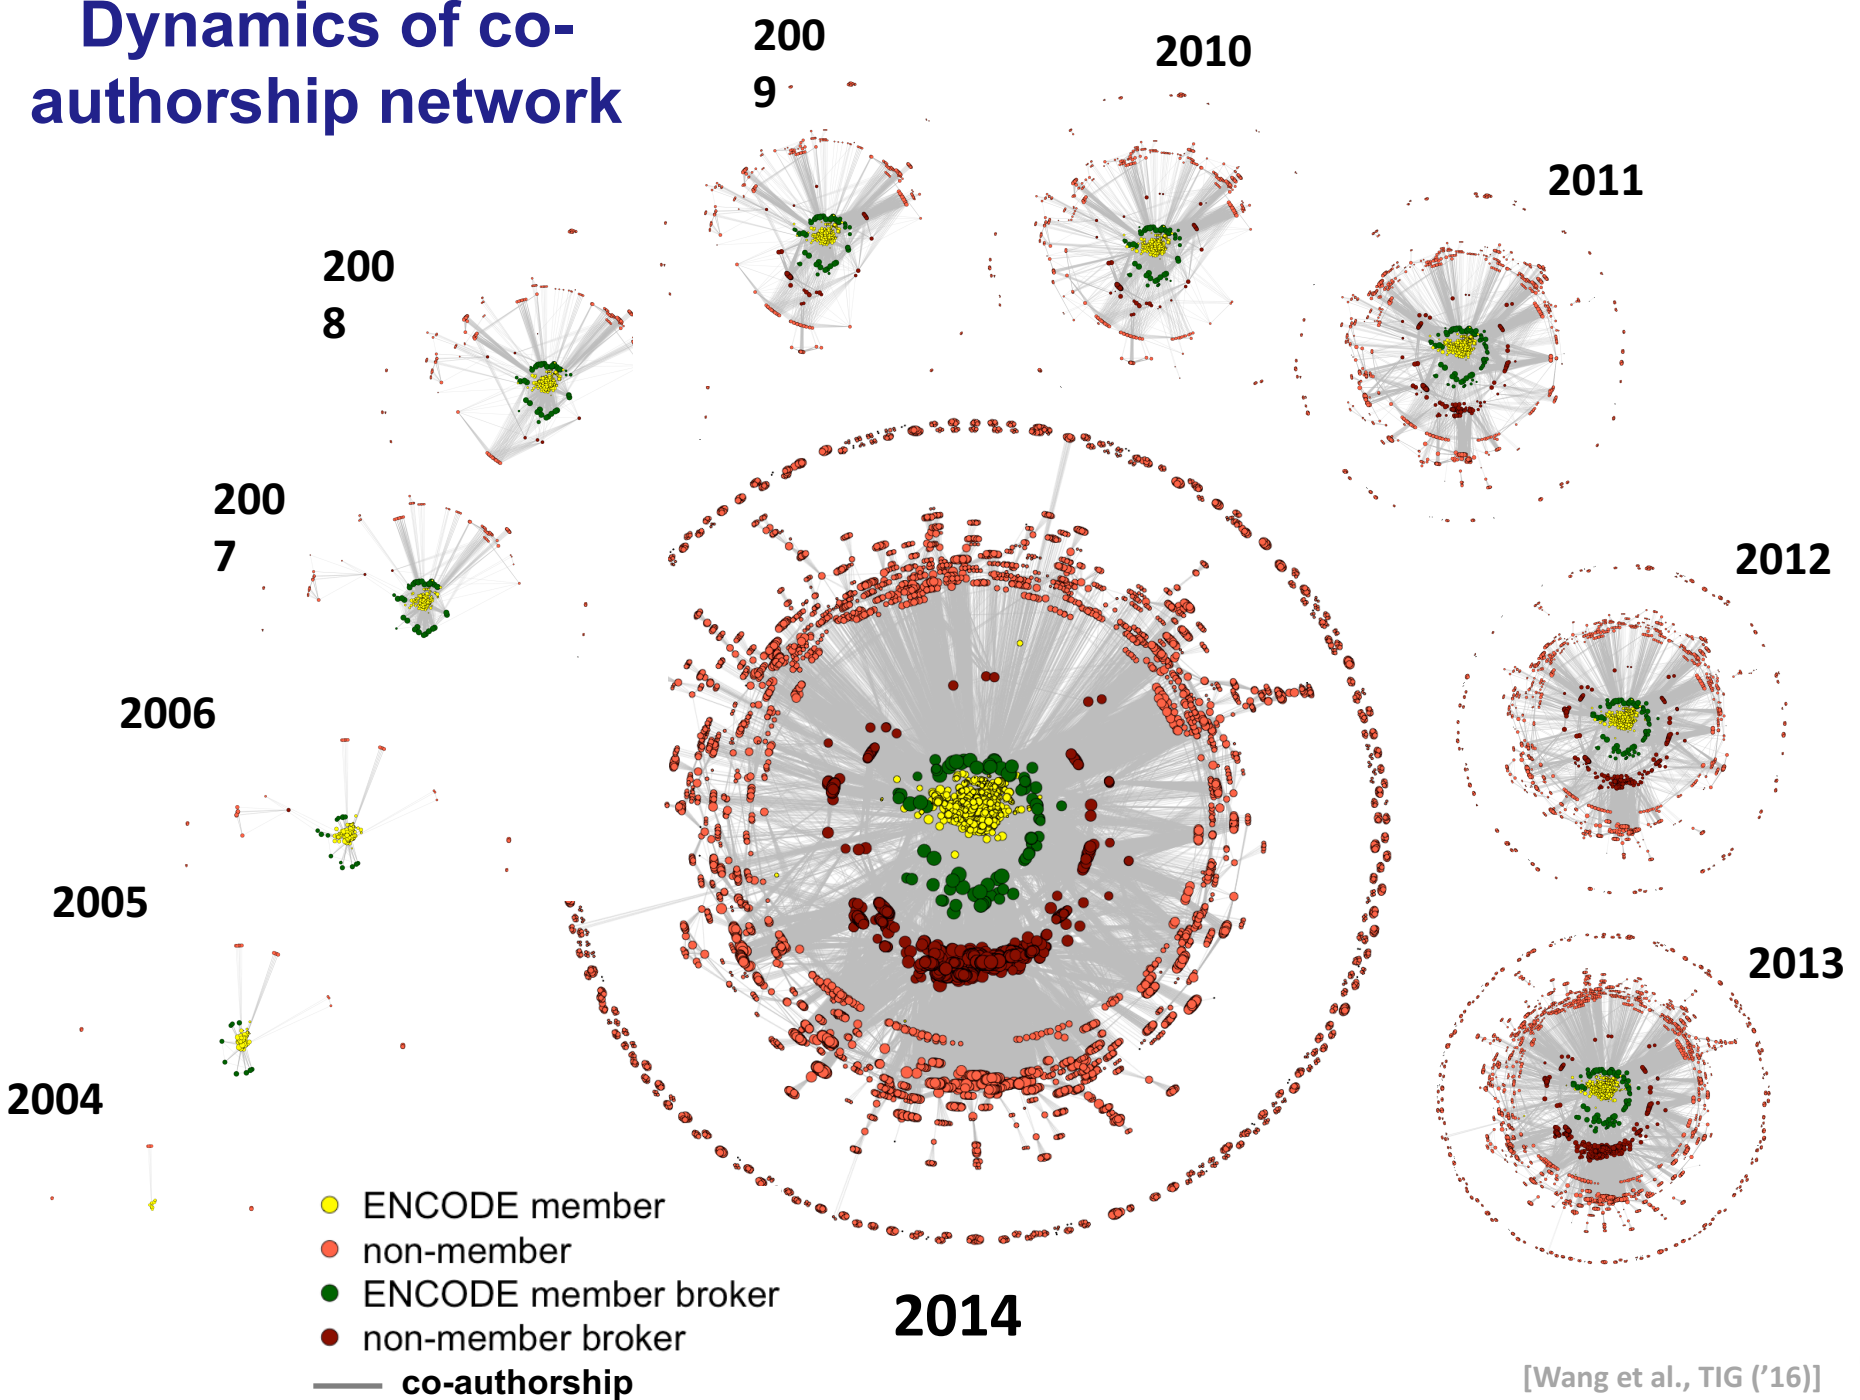 Dynamics of co-
authorship network
200
9
2010
2011
200
8
200
7
2012
2006
2005
2013
2004
ENCODE member
non-member
ENCODE member broker
non-member broker
co-authorship
2014
[Wang et al., TIG (’16)]